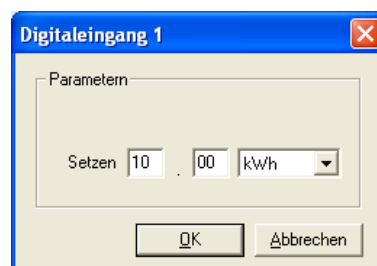 Digitaleingang 1
Parametern
Setzen 10 . 00 kWh
OK Abbrechen